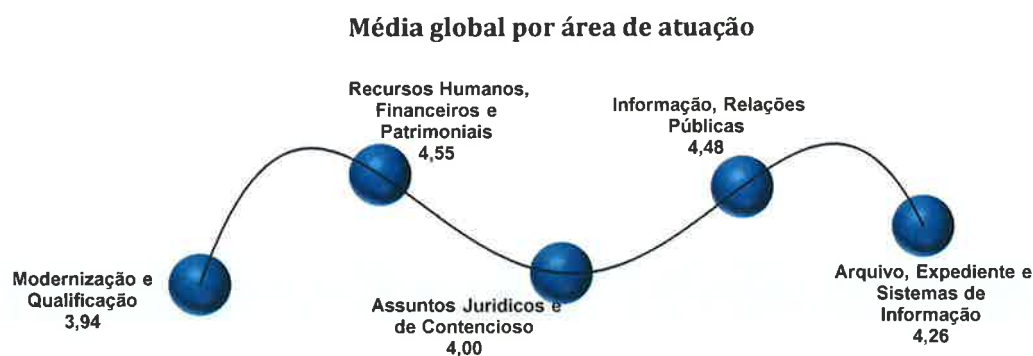 Média global por área de atuação
Recursos Humanos,
Financeiros e
Patrimoniais
4,55
Informação, Relações
Públicas
4,48
Modernização e
Qualificação
3,94
Assuntos Juridicos e
de Contencioso
4,00
Arquivo, Expediente e
Sistemas de
Informação
4,26